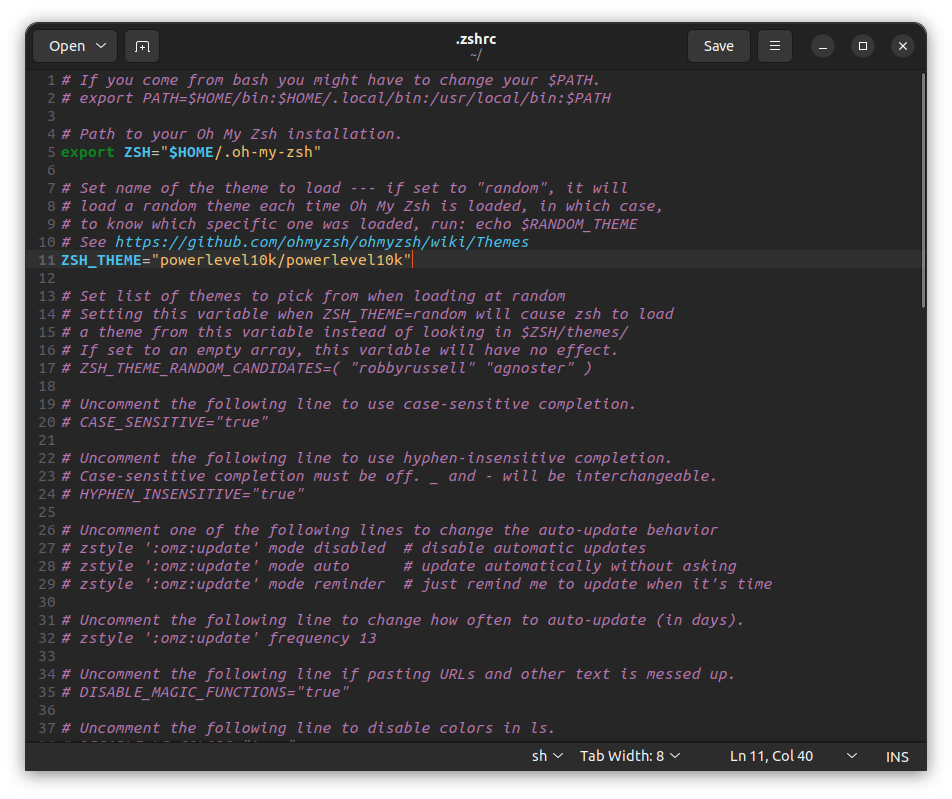 Open
.zshrc
~/
Save
1 # If you come from bash you might have to change your $PATH.
2 # export PATH=$HOME/bin:$HOME/.local/bin:/usr/local/bin:$PATH
3
4 # Path to your Oh My Zsh installation.
5 export ZSH="$HOME/.oh-my-zsh"
6
7 # Set name of the theme to load --- if set to "random", it will
8 # load a random theme each time Oh My Zsh is loaded, in which case,
9 # to know which specific one was loaded, run: echo $RANDOM_THEME
10 # See https://github.com/ohmyzsh/ohmyzsh/wiki/Themes
11 ZSH_THEME="powerlevel10k/powerlevel10k"
12
13 # Set list of themes to pick from when loading at random
14 # Setting this variable when ZSH_THEME=random will cause zsh to load
15 # a theme from this variable instead of looking in $ZSH/themes/
16 # If set to an empty array, this variable will have no effect.
17 # ZSH_THEME_RANDOM_CANDIDATES=( "robbyrussell" "agnoster" )
18
19 # Uncomment the following line to use case-sensitive completion.
20 # CASE_SENSITIVE="true"
21
22 # Uncomment the following line to use hyphen-insensitive completion.
23 # Case-sensitive completion must be off. _ and - will be interchangeable.
24 # HYPHEN_INSENSITIVE="true"
25
26 # Uncomment one of the following lines to change the auto-update behavior
27 # zstyle ':omz:update' mode disabled  # disable automatic updates
28 # zstyle ':omz:update' mode auto      # update automatically without asking
29 # zstyle ':omz:update' mode reminder  # just remind me to update when it's time
30
31 # Uncomment the following line to change how often to auto-update (in days).
32 # zstyle ':omz:update' frequency 13
33
34 # Uncomment the following line if pasting URLs and other text is messed up.
35 # DISABLE_MAGIC_FUNCTIONS="true"
36
37 # Uncomment the following line to disable colors in ls.
sh Tab Width: 8 Ln 11, Col 40 INS